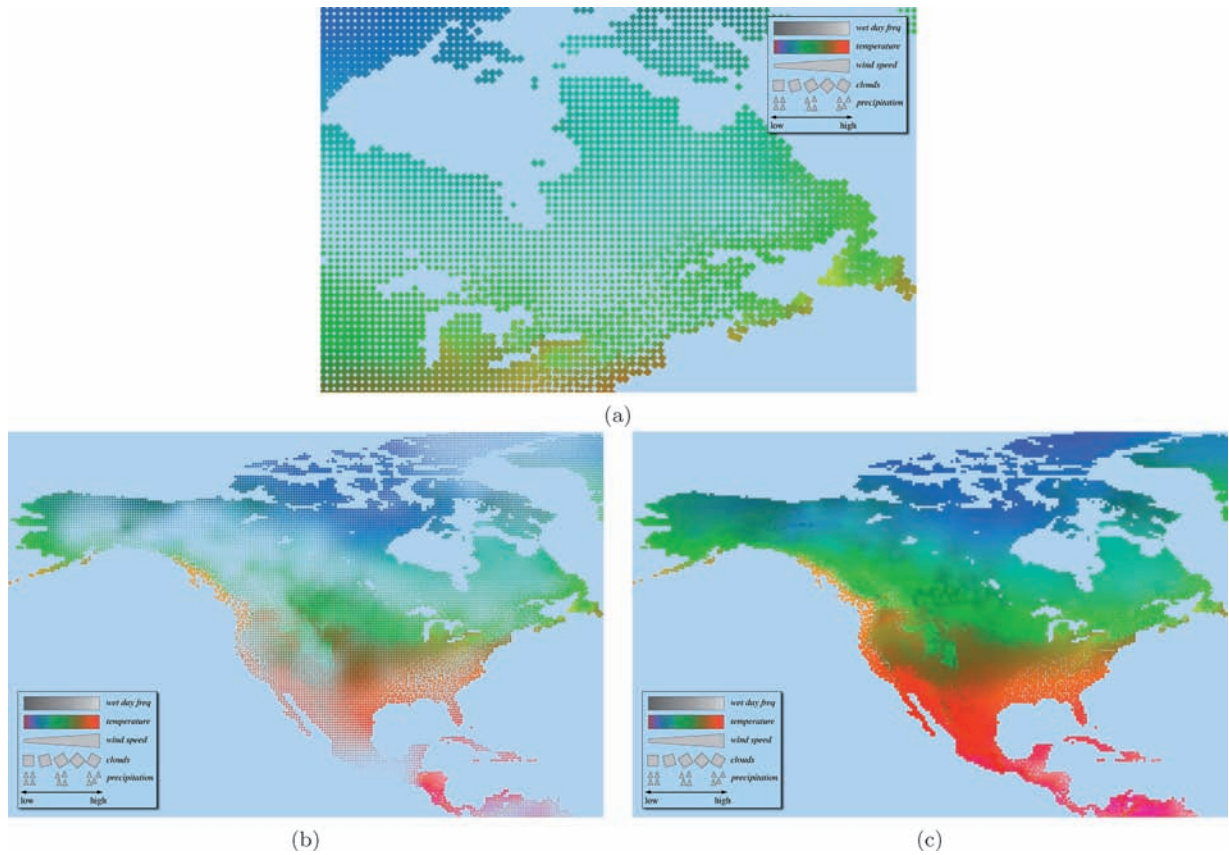 wet day freq
temperature
wind speed
clouds
precipitation
low high
(a)
wet day freq
temperature
wind speed
clouds
precipitation
low high
(b)
wet day freq
temperature
wind speed
clouds
precipitation
low high
(c)